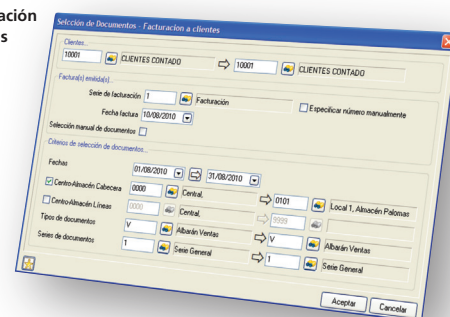 ación
s
Selcción de Documentos - Facturacion a clientes
Clientes...
10001 CLIENTES CONTADO 10001 CLIENTES CONTADO
Factura(s) emitida(s)...
Serie de facturación 1 Facturación Especificar número manualmente
Fecha factura 10/08/2010
Selección manual de documentos
Criterios de selección de documentos...
Fechas 01/08/2010 31/08/2010
Centro-Almacén Cabecera 0000 Central, 0101 Local 1, Almacén Palomas
Centro-Almacén Líneas 0000 Central, 9999
Tipos de documentos V Albarán Ventas V Albarán Ventas
Series de documentos 1 Serie General 1 Serie General
Aceptar Cancelar